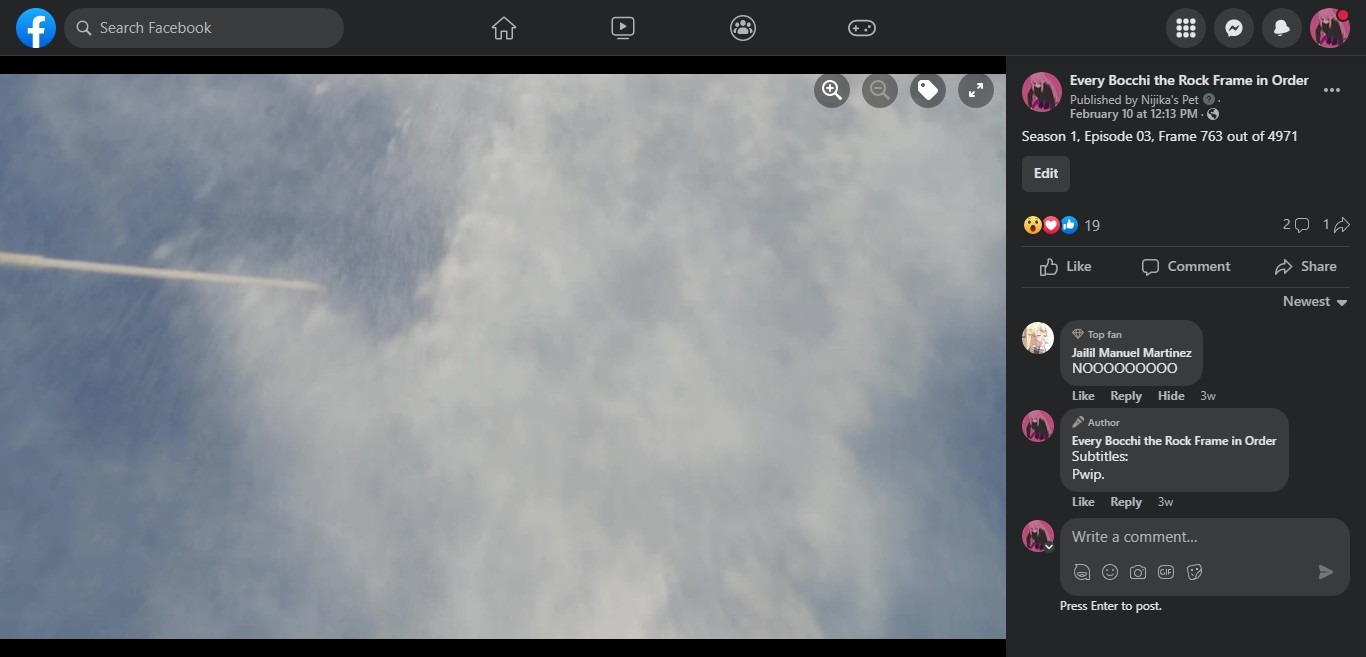 Search Facebook
Every Bocchi the Rock Frame in Order
Published by Nijika's Pet ? ·
February 10 at 12:13 PM ·
Season 1, Episode 03, Frame 763 out of 4971
Edit
19
2
1
Like
Comment
Share
Newest
Top fan
Jailil Manuel Martinez
NOOOOOOOOO
Like Reply Hide 3w
Author
Every Bocchi the Rock Frame in Order
Subtitles:
Pwip.
Like Reply 3w
Write a comment...
GIF
Press Enter to post.